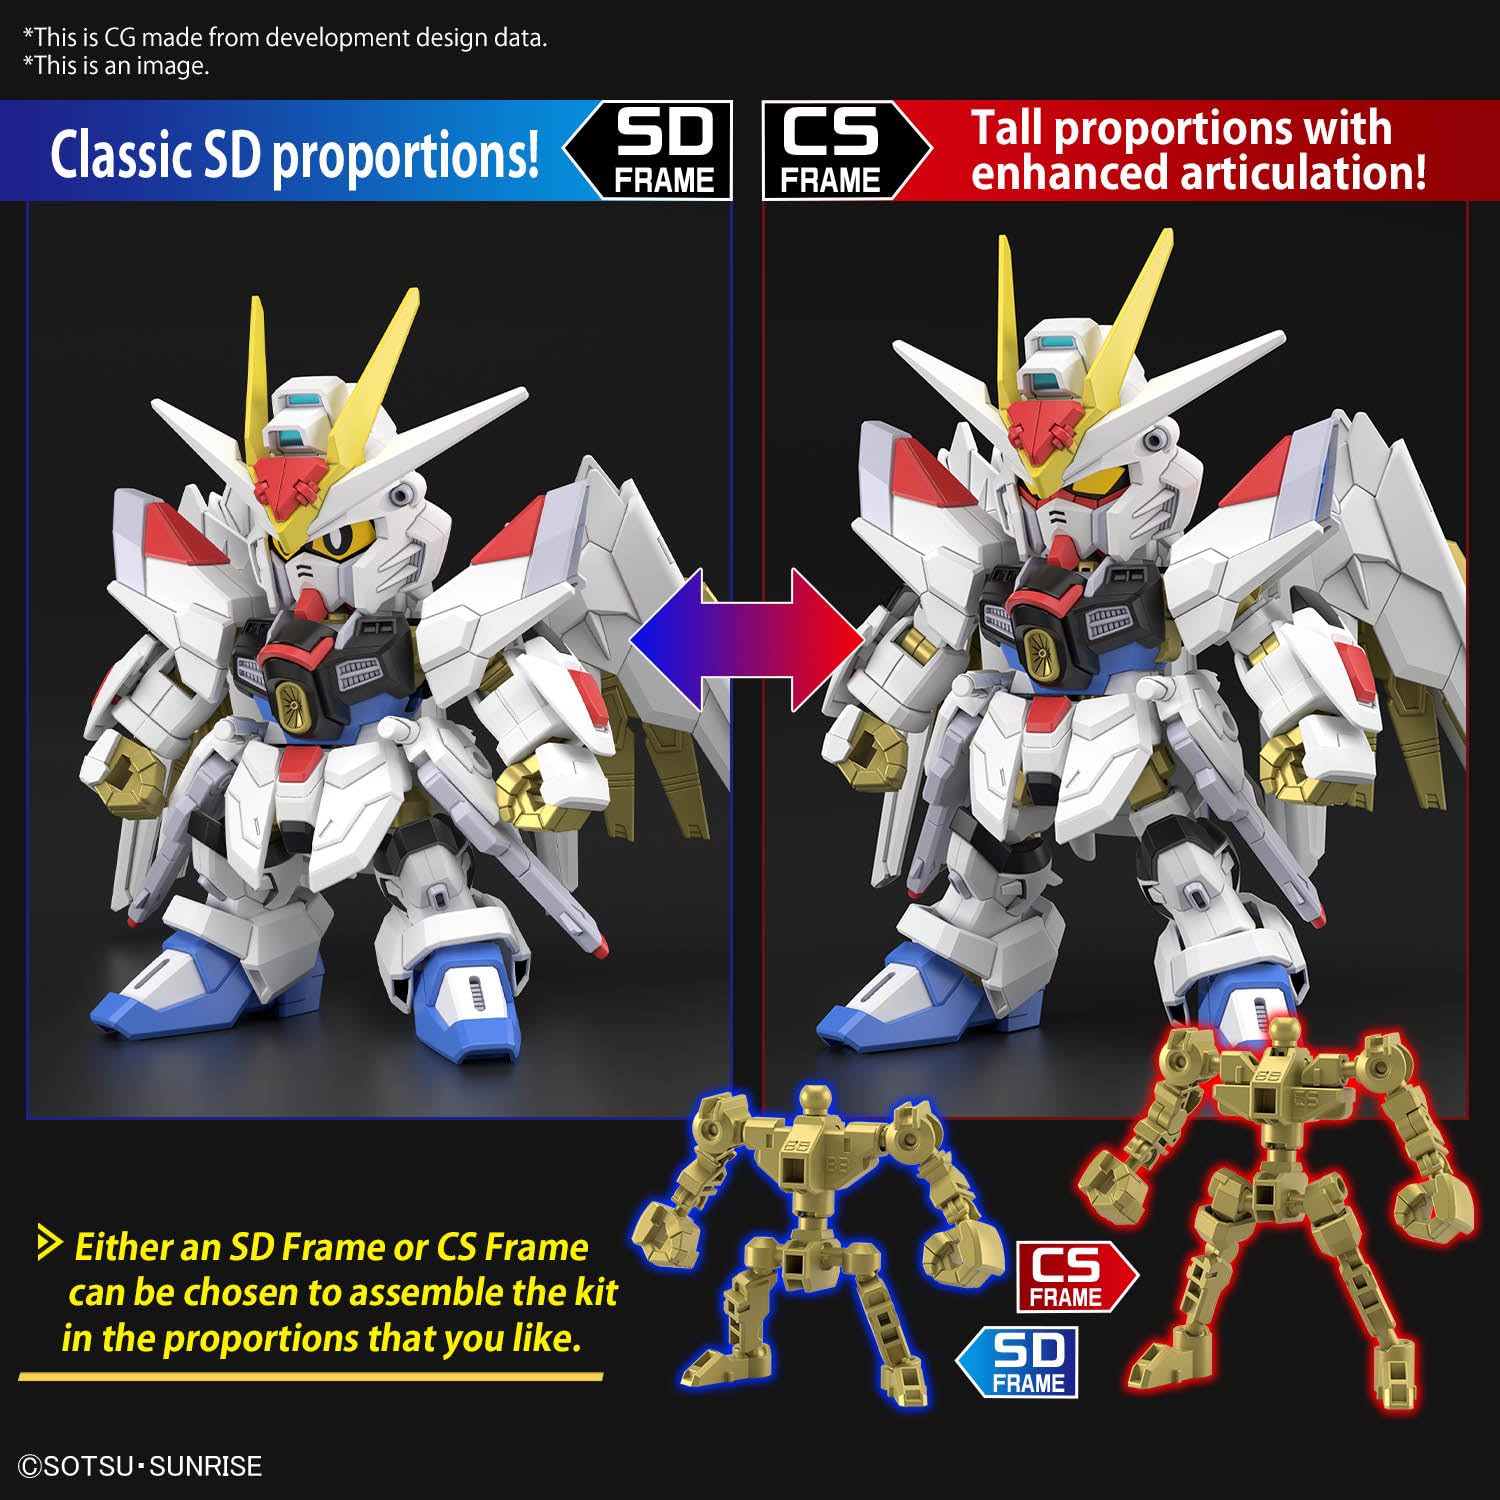 *This is CG made from development design data.
*This is an image.
Classic SD proportions!
SD
FRAME
CS
FRAME
Tall proportions with
enhanced articulation!
Either an SD Frame or CS Frame
can be chosen to assemble the kit
in the proportions that you like.
CS
FRAME
SD
FRAME
©SOTSU・SUNRISE